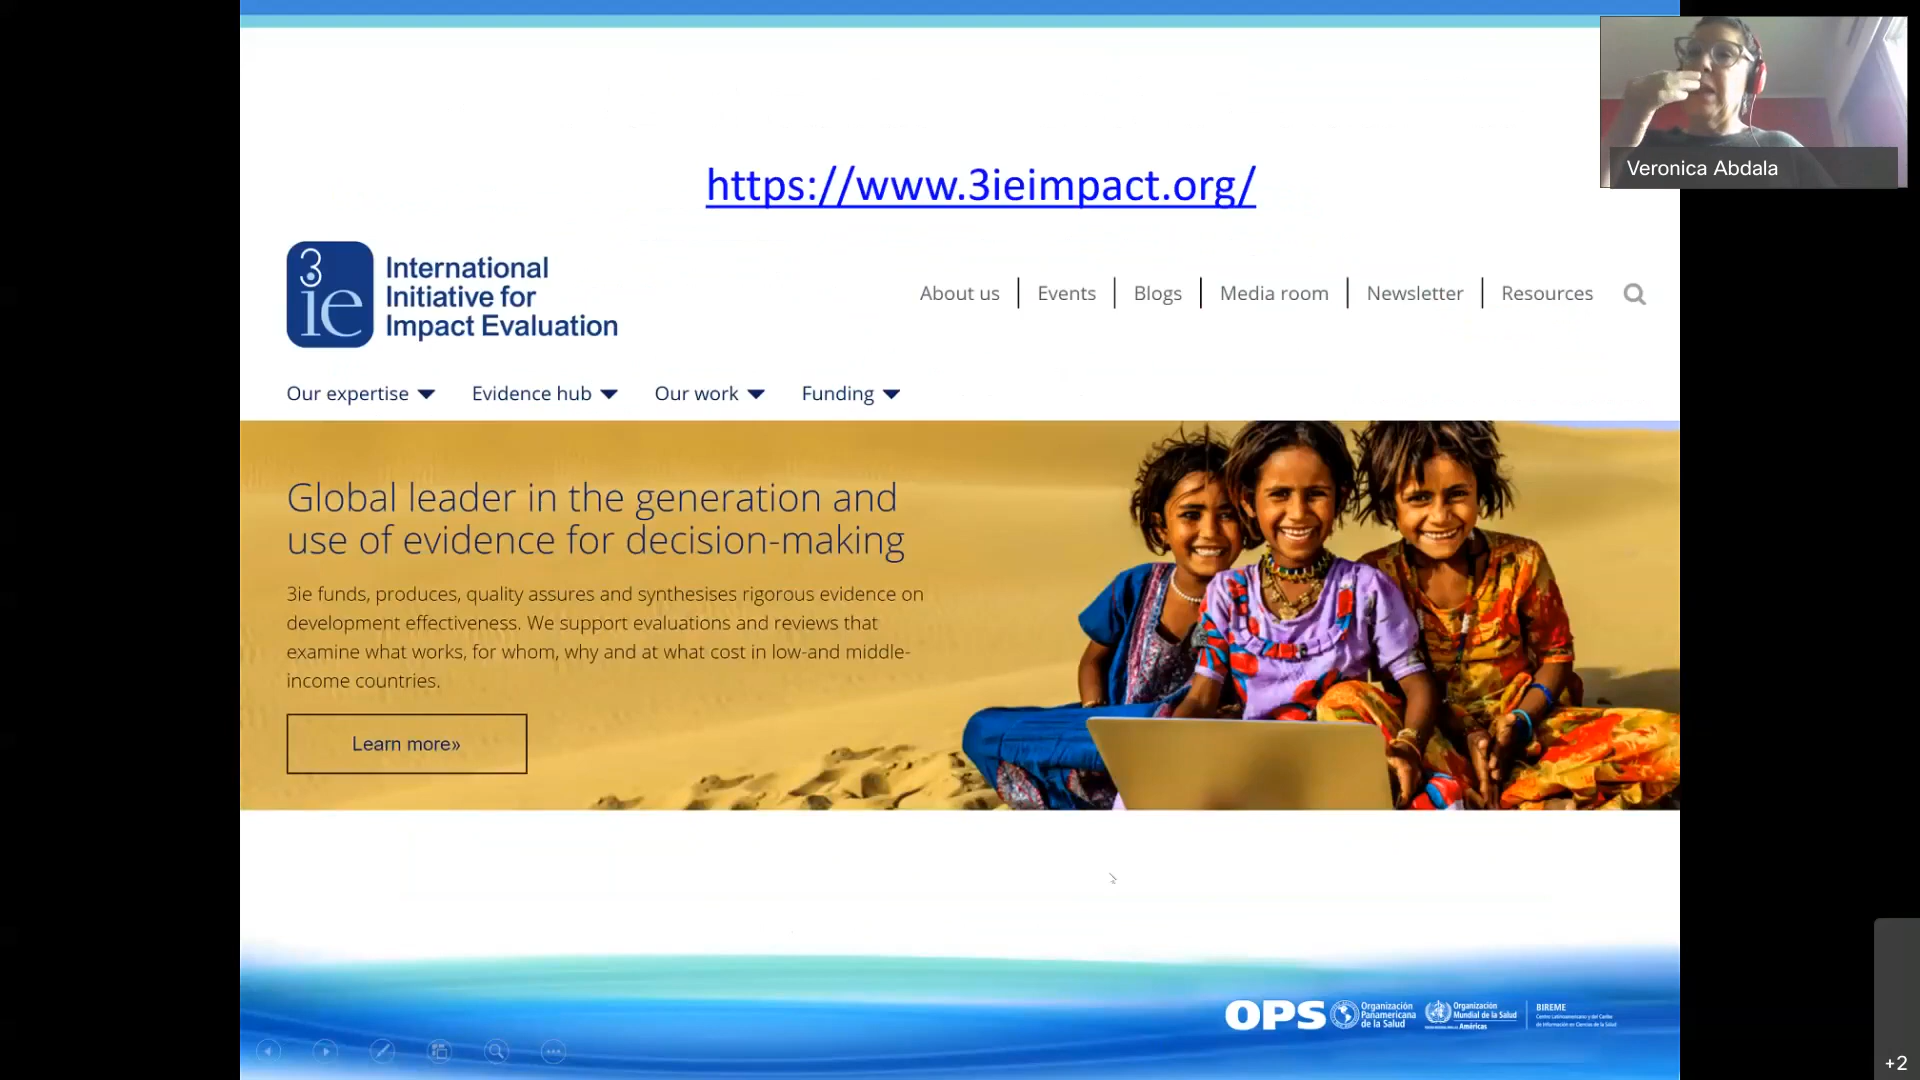 Veronica Abdala
https://www.3ieimpact.org/
3
ie
International
Initiative for
Impact Evaluation
About us
Events
Blogs
Media room
Newsletter
Resources
Our expertise
Evidence hub
Our work
Funding
Global leader in the generation and
use of evidence for decision-making
3ie funds, produces, quality assures and synthesises rigorous evidence on
development effectiveness. We support evaluations and reviews that
examine what works, for whom, why and at what cost in low-and middle-
income countries.
Learn more»
OPS
Organización
Panamericana
de la Salud
Organización
Mundial de la Salud
Américas
BIREME
Centro Latinoamericano y del Caribe
de Información en Ciencias de la Salud
+2